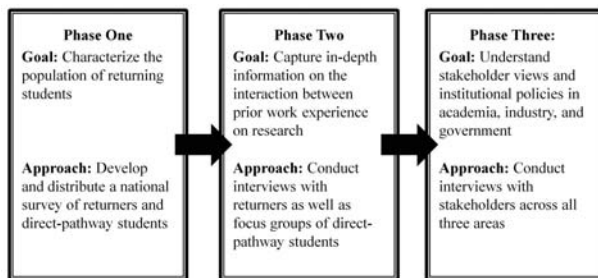 Phase One
Goal: Characterize the
population of returning
students
Approach: Develop
and distribute a national
survey of returners and
direct-pathway students
Phase Two
Goal: Capture in-depth
information on the
interaction between
prior work experience
on research
Approach: Conduct
interviews with
returners as well as
focus groups of direct-
pathway students
Phase Three:
Goal: Understand
stakeholder views and
institutional policies in
academia, industry, and
government
Approach: Conduct
interviews with
stakeholders across all
three areas